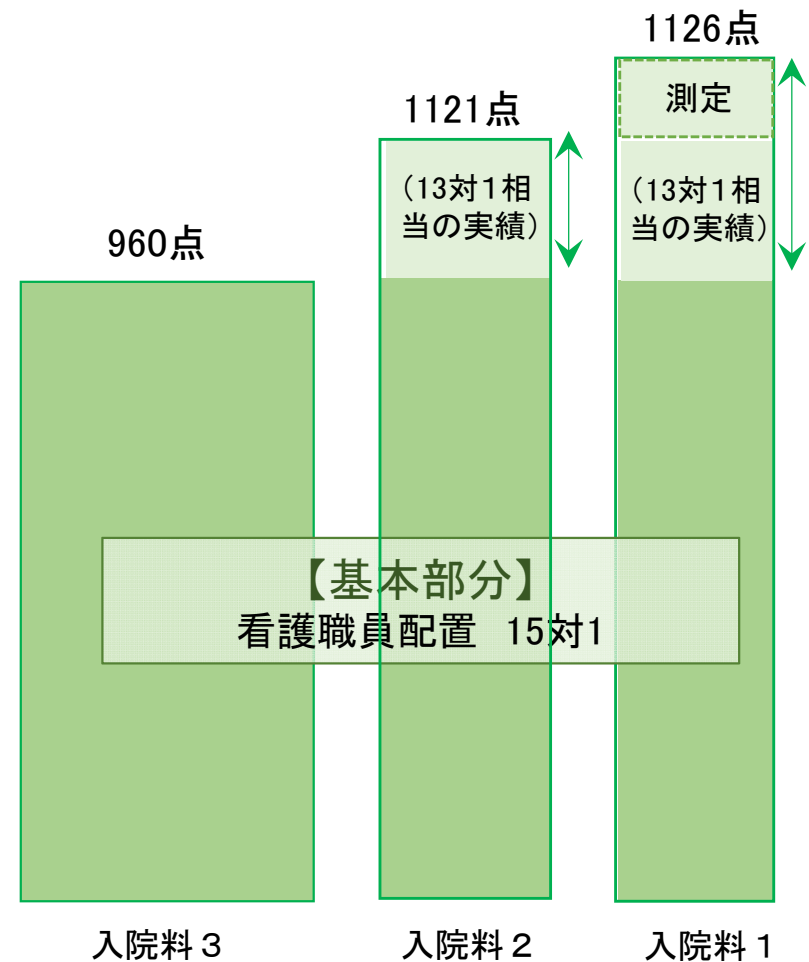 1126点
測定
1121点
（13対１相
当の実績）
（13対１相
当の実績）
960点
【基本部分】
看護職員配置　15対1
入院料３
入院料２
入院料１